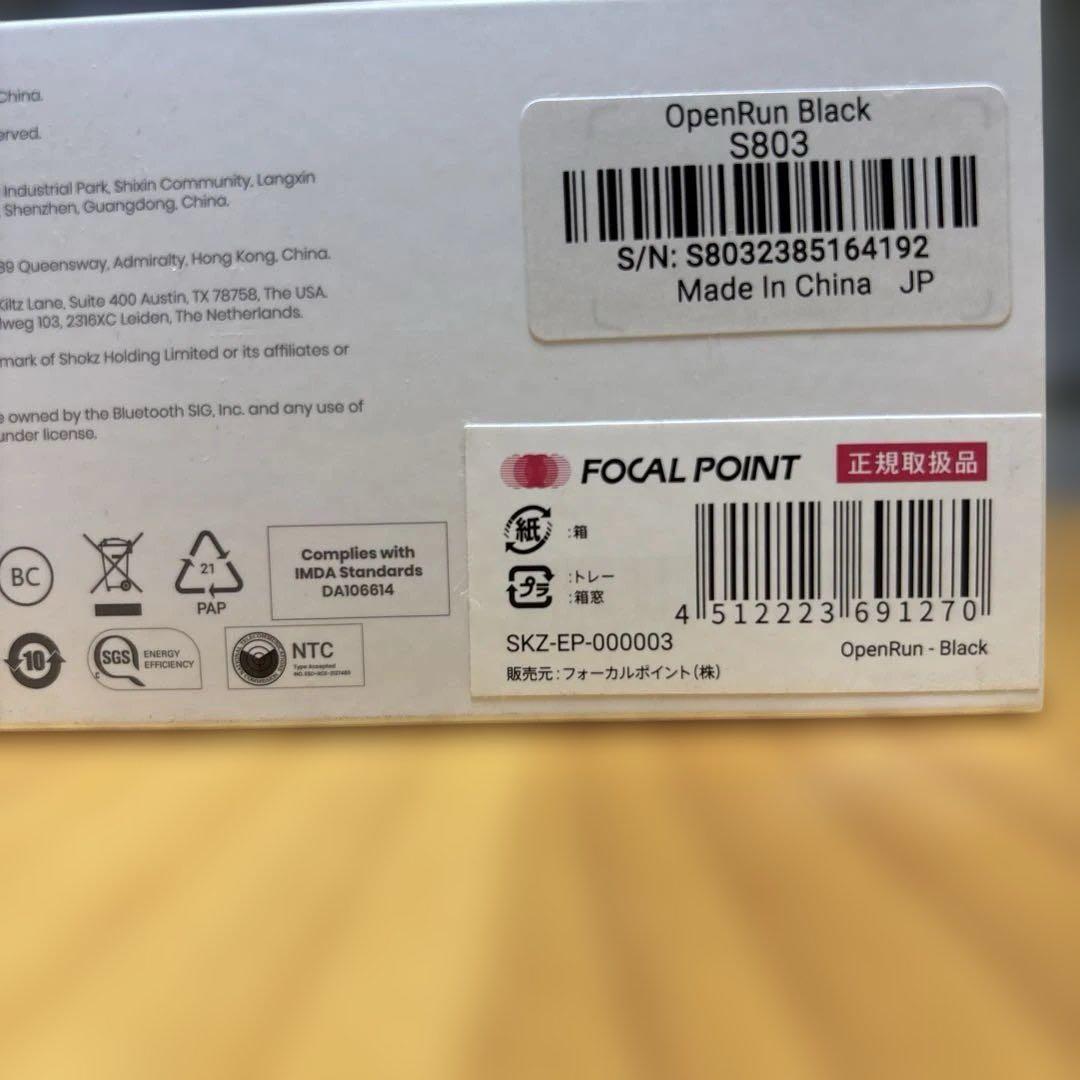 China.
erved.
Industrial Park, Shixin Community, Langxin
Shenzhen, Guangdong, China.
89 Queensway, Admiralty, Hong Kong, China.
Kiltz Lane, Suite 400 Austin, TX 78758, The USA.
lweg 103, 2316XC Leiden, The Netherlands.
mark of Shokz Holding Limited or its affiliates or
e owned by the Bluetooth SIG, Inc. and any use of
under license.
BC
21
PAP
Complies with
IMDA Standards
DA106614
10
SGS
C
ENERGY
EFFICIENCY
NTC
Type Accepted
OpenRun Black
S803
S/N: S8032385164192
Made In China JP
FOCAL POINT
正規取扱品
紙 :箱
プラ :トレー
:箱窓
4 512223 691270
SKZ-EP-000003
OpenRun - Black
販売元:フォーカルポイント(株)